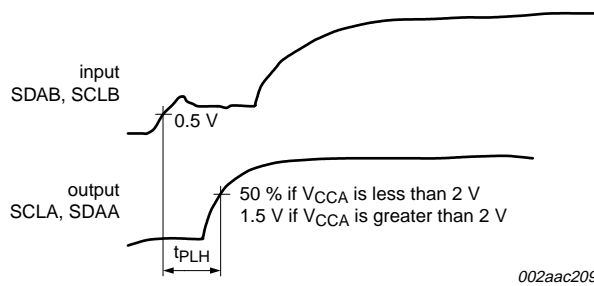 input
SDAB, SCLB
0.5 V
output
SCLA, SDAA
50 % if VCCA is less than 2 V
1.5 V if VCCA is greater than 2 V
tPLH
002aac209